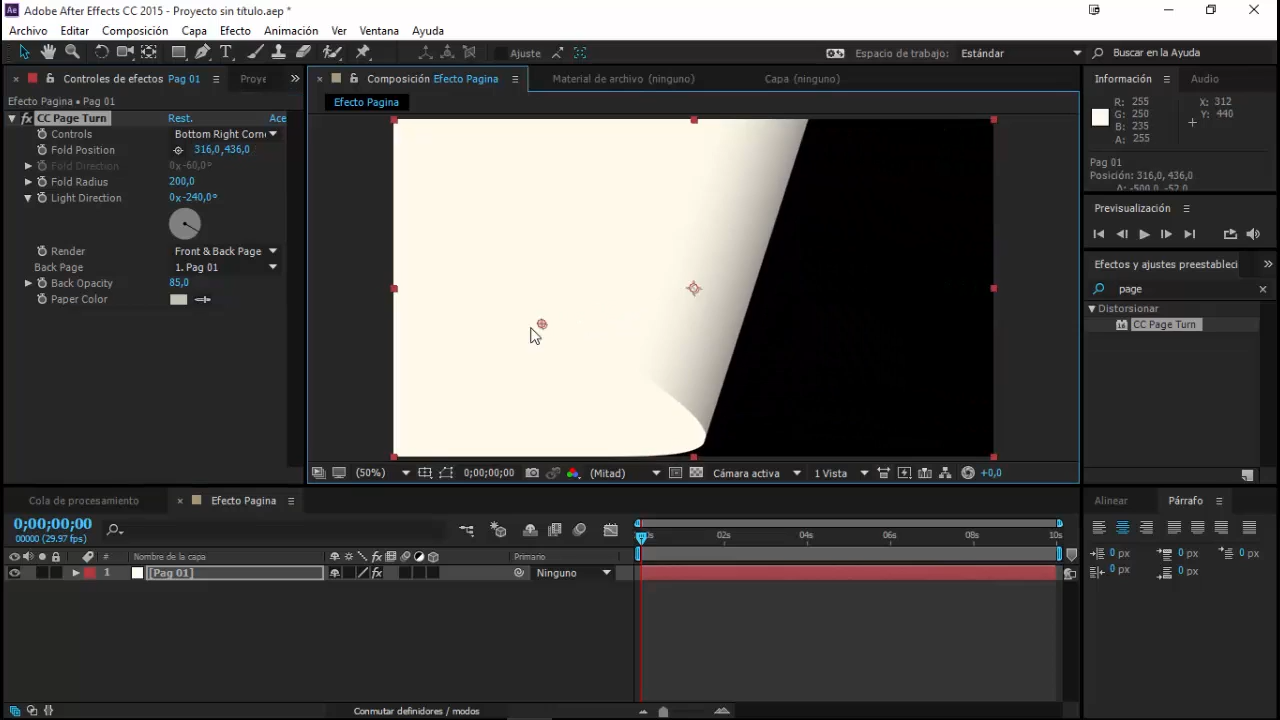 Adobe After Effects CC 2015 - Proyecto sin título.aep *
Archivo Editar Composición Capa Efecto Animación Ver Ventana Ayuda
Ajuste Espacio de trabajo: Estándar Buscar en la Ayuda
Controles de efectos Pag 01 Proye
Composición Efecto Pagina Material de archivo (ninguno) Capa (ninguno)
Información Audio
Efecto Pagina • Pag 01
Efecto Pagina
fx CC Page Turn Rest. Ace
Controls Bottom Right Corn
Fold Position 316,0,436,0
Fold Direction 0x-60,0°
Fold Radius 200,0
Light Direction 0x-240,0°
Render Front & Back Page
Back Page 1. Pag 01
Back Opacity 85,0
Paper Color
R: 255 X: 312
G: 250 Y: 440
B: 235
A: 255
Pag 01
Posición: 316,0, 436,0
Δ: -500,0, -52,0
Previsualización
Efectos y ajustes preestableci
page
Distorsionar
CC Page Turn
(50%) 0;00;00;00 (Mitad) Cámara activa 1 Vista +0,0
Cola de procesamiento Efecto Pagina
Alinear Párrafo
0;00;00;00
00000 (29.97 fps)
02s 04s 06s 08s 10s
# Nombre de la capa fx Primario
1 [Pag 01] fx Ninguno
0 px 0 px 0 px
0 px 0 px
Conmutar definidores / modos